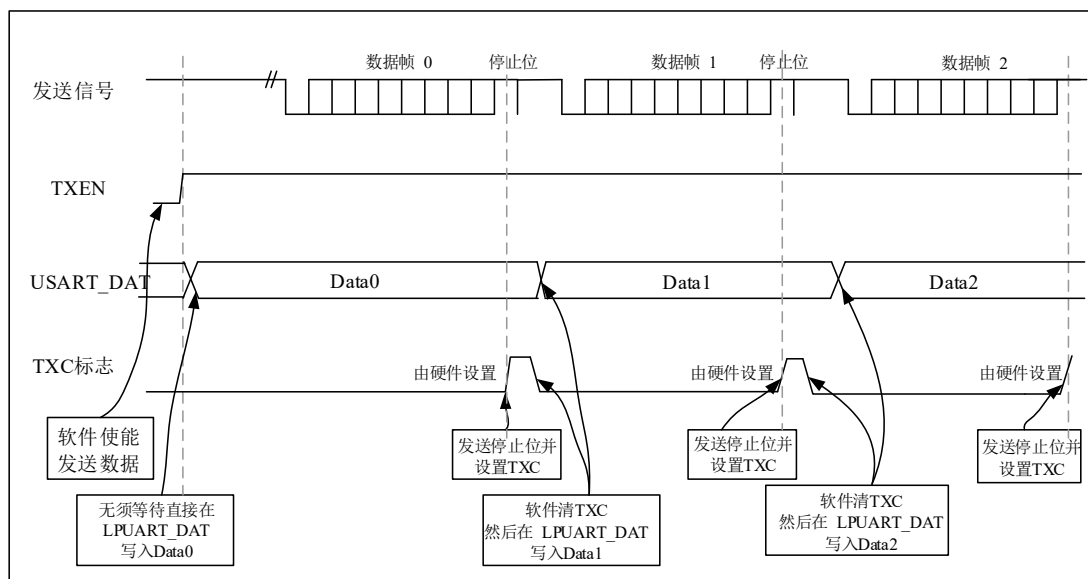 数据帧 0 停止位 数据帧 1 停止位 数据帧 2
发送信号
TXEN
USART_DAT Data0 Data1 Data2
TXC标志
由硬件设置 由硬件设置 由硬件设置
软件使能
发送数据
发送停止位并
设置TXC
发送停止位并
设置TXC
发送停止位并
设置TXC
无须等待直接在
LPUART_DAT
写入Data0
软件清TXC
然后在 LPUART_DAT
写入Data1
软件清TXC
然后在 LPUART_DAT
写入Data2